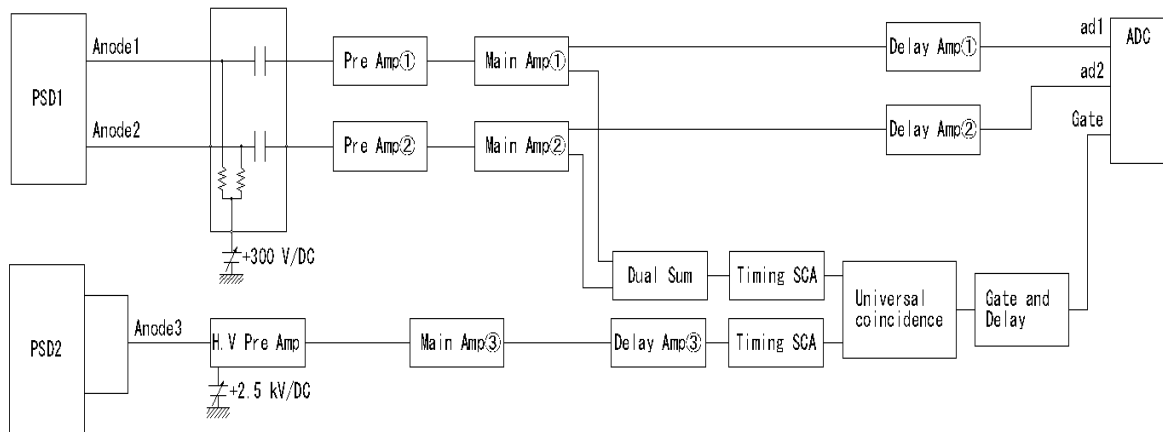 PSD1
Anode1
Anode2
Pre Amp①
Main Amp①
Delay Amp①
ad1
ADC
ad2
Gate
Pre Amp②
Main Amp②
Delay Amp②
+300 V/DC
Dual Sum
Timing SCA
Universal
coincidence
Gate and
Delay
PSD2
Anode3
H.V Pre Amp
Main Amp③
Delay Amp③
Timing SCA
+2.5 kV/DC